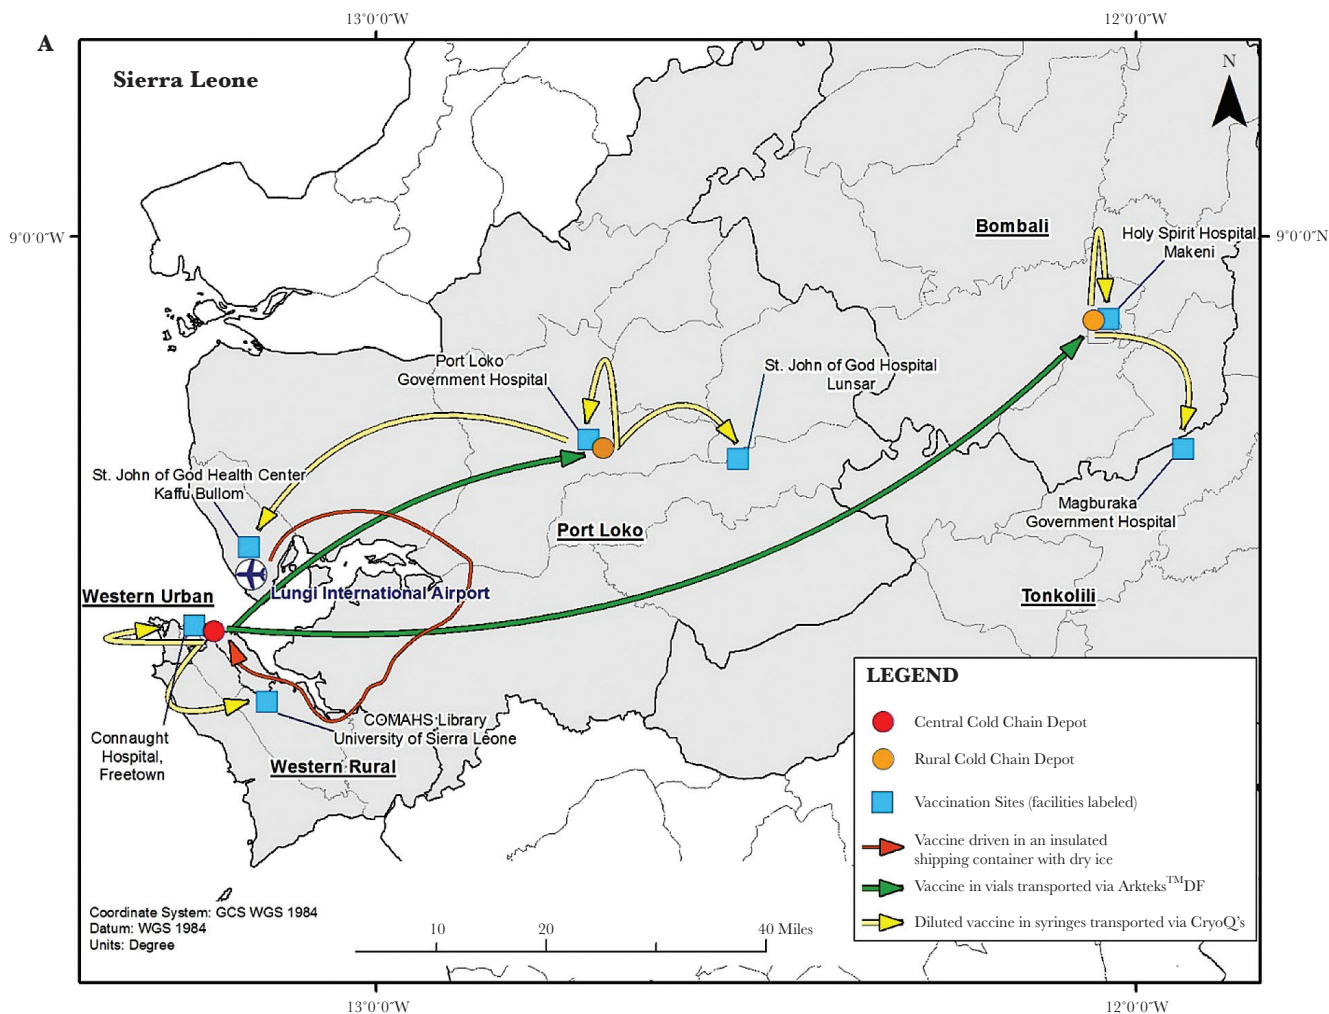 A
13°0'0"W
12°0'0"W
Sierra Leone
N
9°0'0"W
9°0'0"N
Bombali
Holy Spirit Hospital,
Makeni
Port Loko
Government Hospital
St. John of God Hospital
Lunsar
St. John of God Health Center
Kaffu Bullom
Magburaka
Government Hospital
Port Loko
Lungi International Airport
Western Urban
Tonkolili
COMAHS Library
University of Sierra Leone
Connaught
Hospital,
Freetown
Western Rural
LEGEND
Central Cold Chain Depot
Rural Cold Chain Depot
Vaccination Sites (facilities labeled)
Vaccine driven in an insulated
shipping container with dry ice
Vaccine in vials transported via Arkteks™DF
Diluted vaccine in syringes transported via CryoQ's
Coordinate System: GCS WGS 1984
Datum: WGS 1984
Units: Degree
10
20
40 Miles
13°0'0"W
12°0'0"W